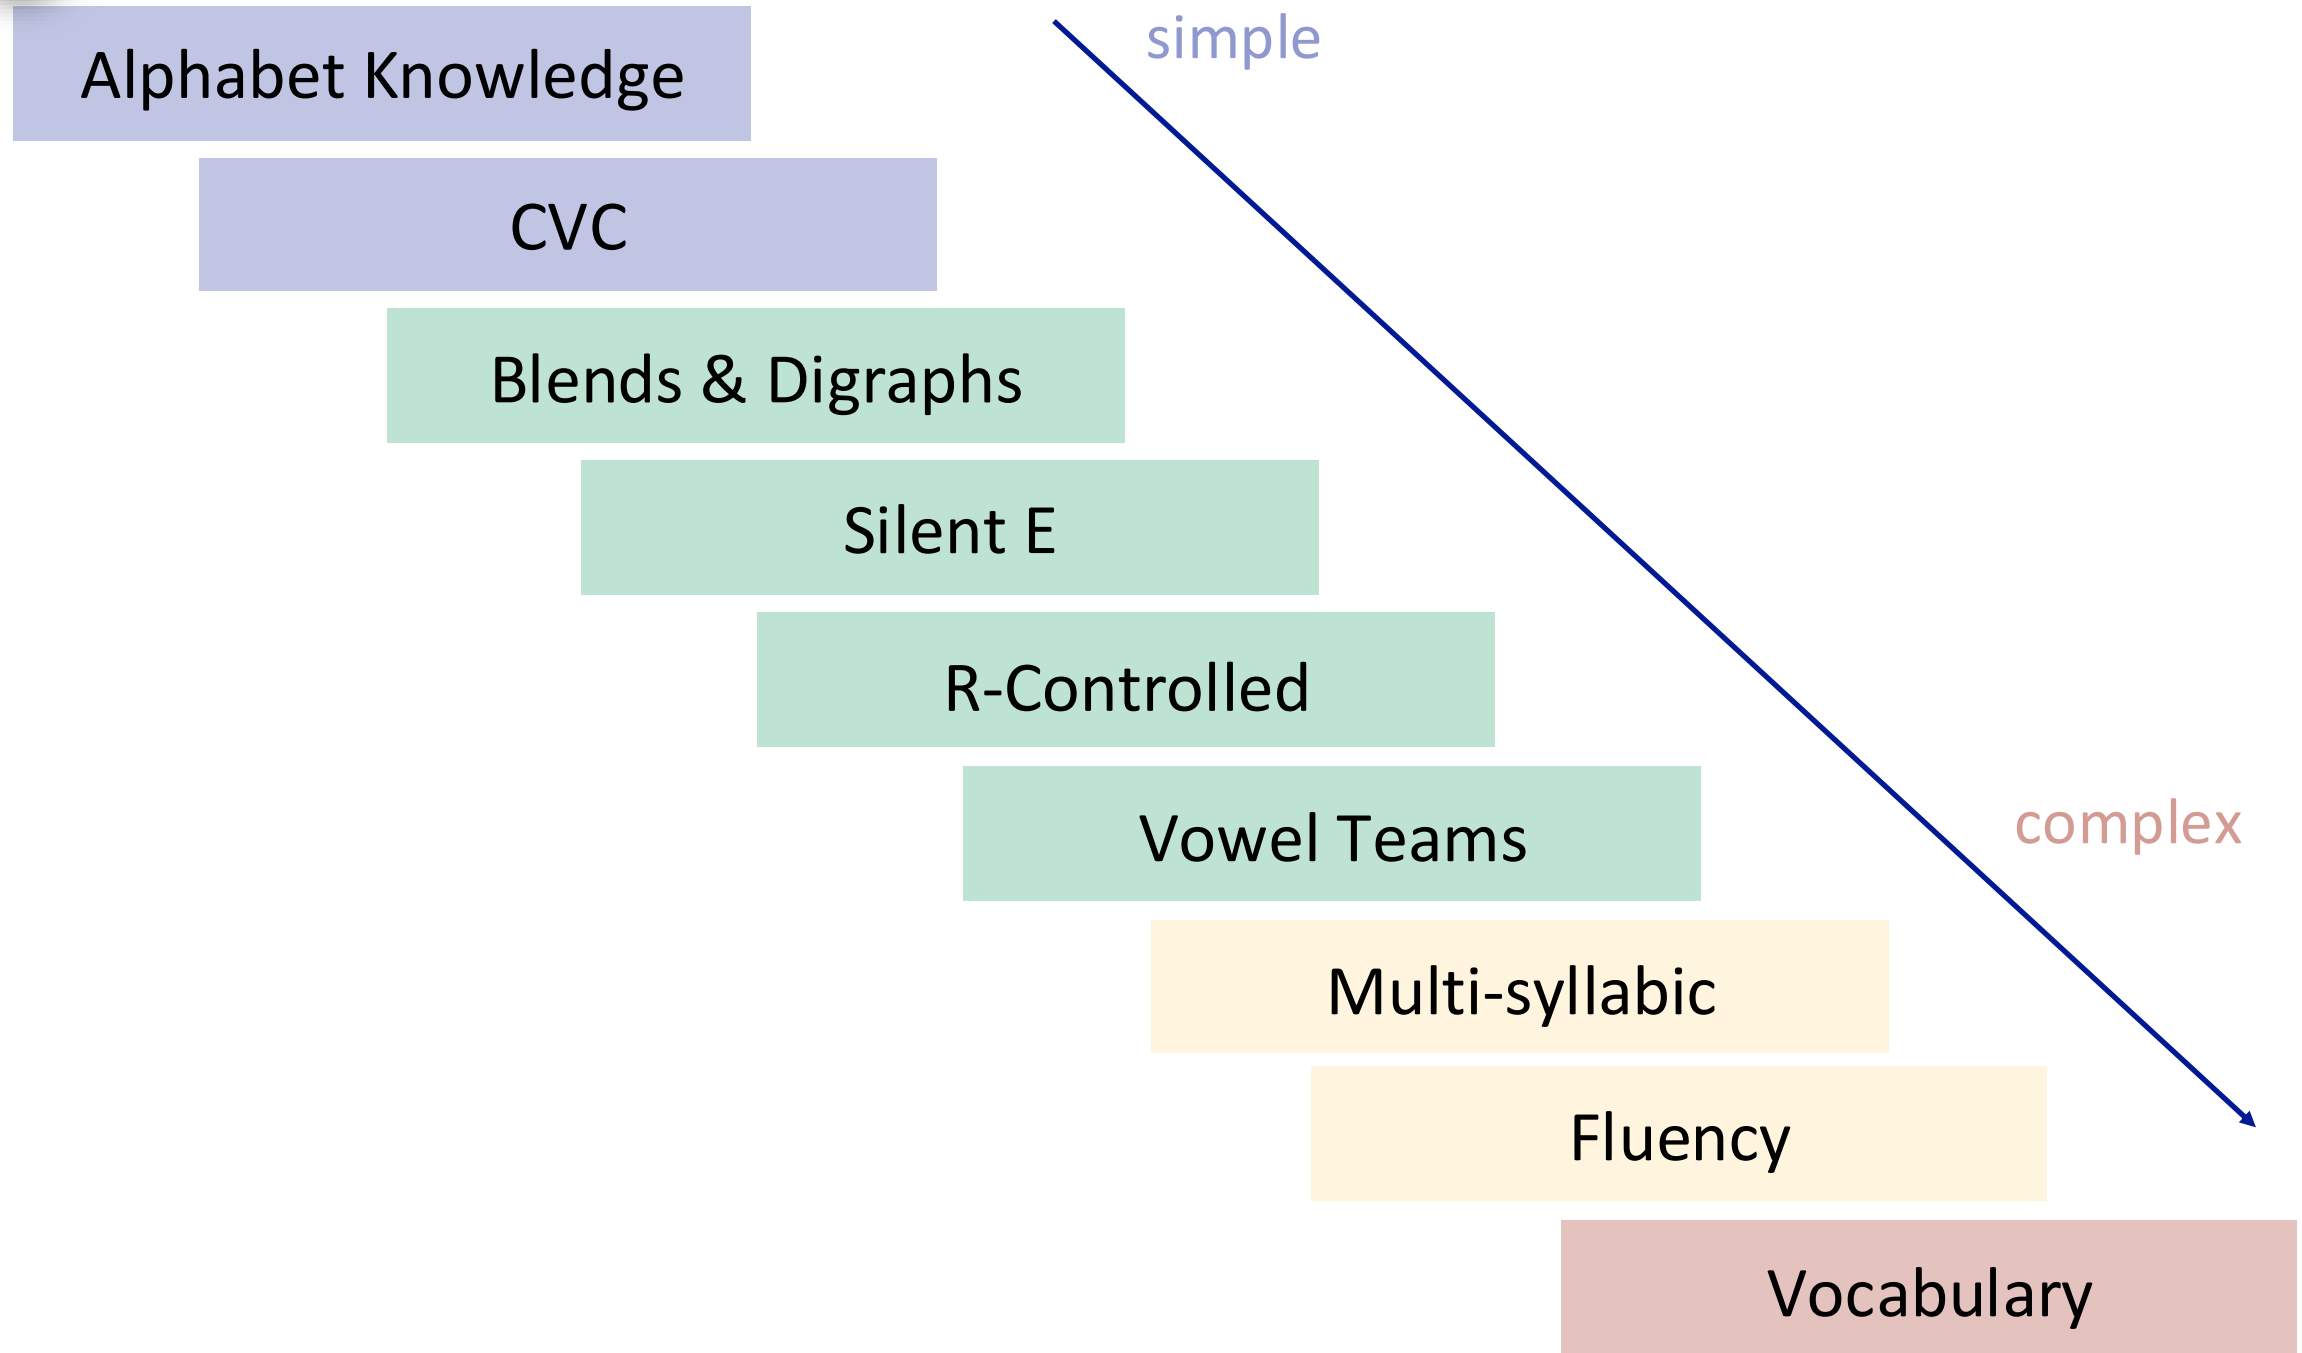 Alphabet Knowledge
simple
CVC
Blends & Digraphs
Silent E
R-Controlled
Vowel Teams
complex
Multi-syllabic
Fluency
Vocabulary